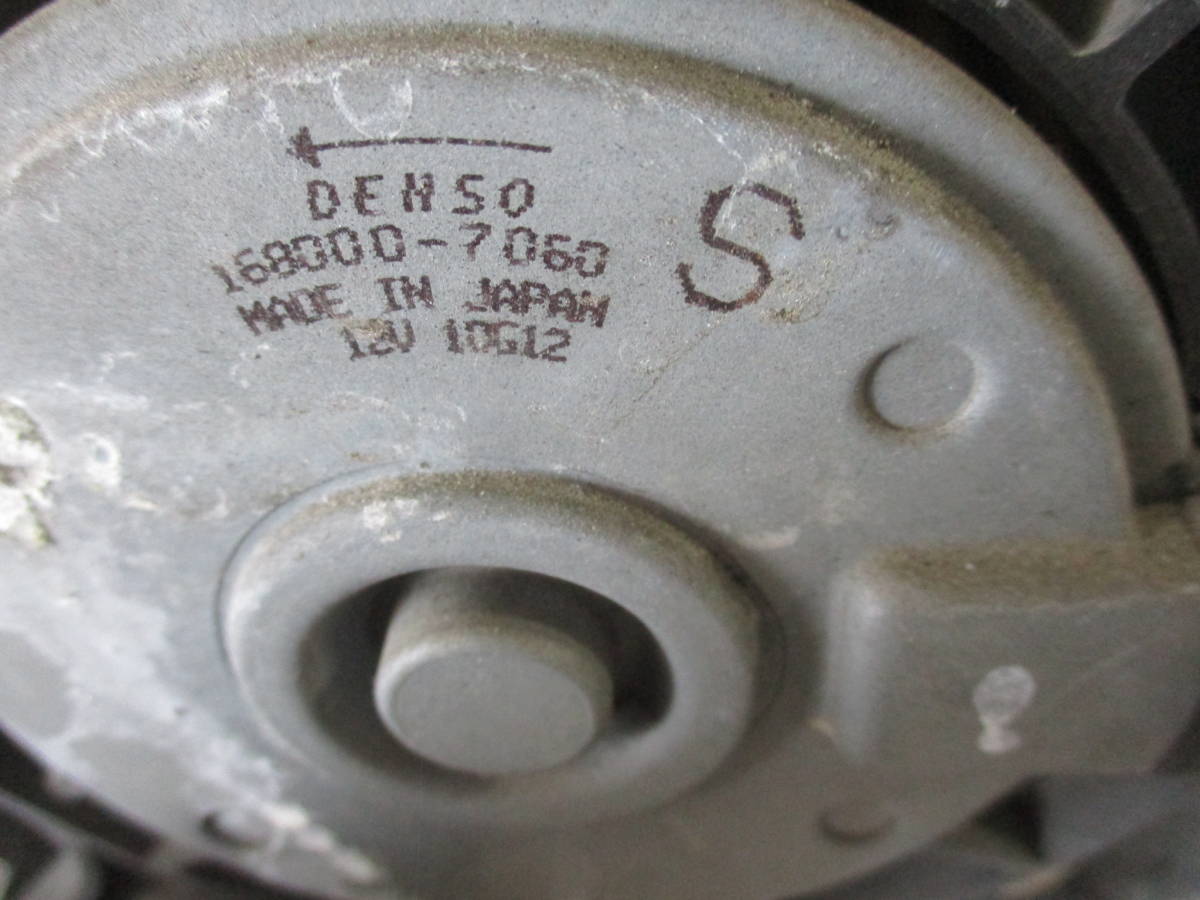 DENSO
168000-7060
MADE IN JAPAN
12V 10G12
S